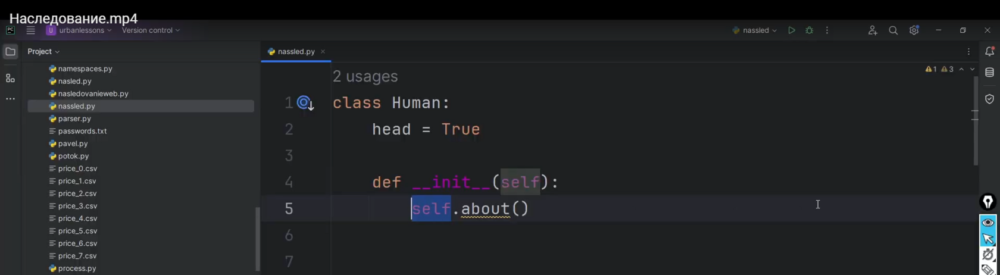 Наследование.mp4
PC
U urbanlessons Version control nassled
Project
nassled.py
namespaces.py
nasled.py
nasledovanieweb.py
nassled.py
parser.py
passwords.txt
pavel.py
potok.py
price_0.csv
price_1.csv
price_2.csv
price_3.csv
price_4.csv
price_5.csv
price_6.csv
price_7.csv
process.py
1 3
2 usages
1 class Human:
2 head = True
3
4 def __init__(self):
5 self.about()
6
7